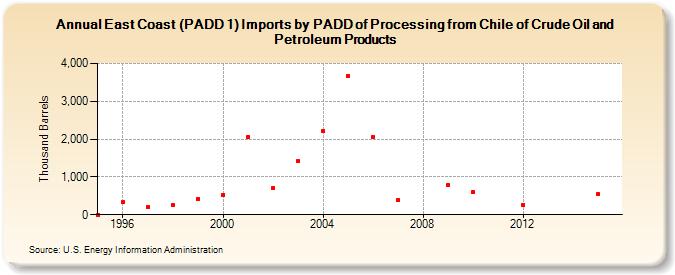 Annual East Coast (PADD 1) Imports by PADD of Processing from Chile of Crude Oil and
Petroleum Products
Thousand Barrels
4,000
3,000
2,000
1,000
0
1996
2000
2004
2008
2012
Source: U.S. Energy Information Administration